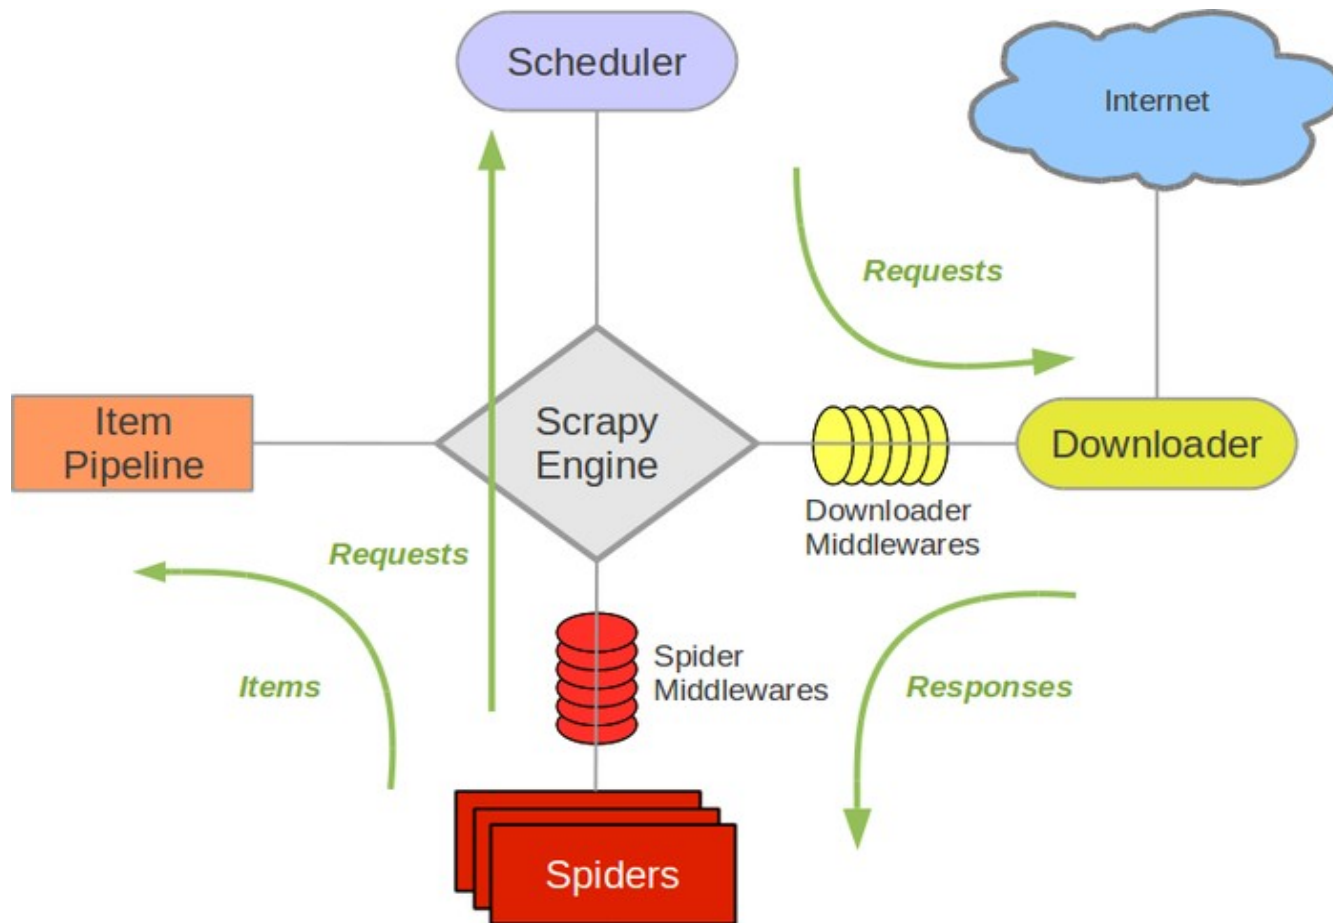 Scheduler
Internet
Requests
Item
Pipeline
Scrapy
Engine
Downloader
Downloader
Middlewares
Requests
Items
Spider
Middlewares
Responses
Spiders